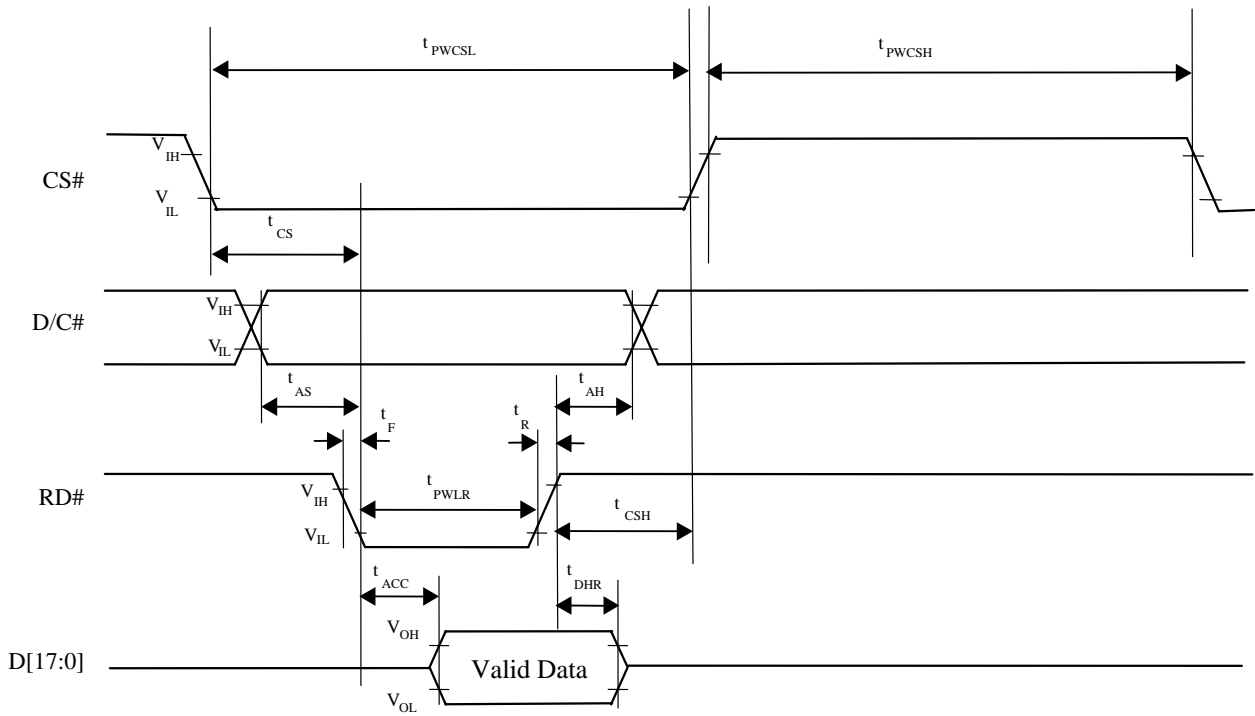 t PWCSL
t PWCSH
V IH
CS#
V IL
t CS
V IH
D/C#
V IL
t AS
t AH
t F
t R
RD#
V IH
t PWLR
t CSH
V IL
t ACC
t DHR
V OH
D[17:0]
Valid Data
V OL